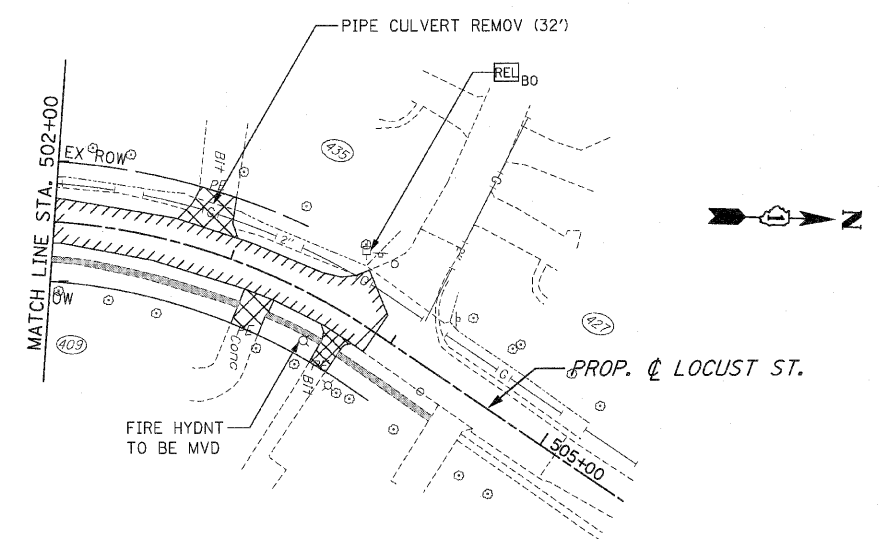 PIPE CULVERT REMOV (32')
REL BO
MATCH LINE STA. 502+00
EX ROW
Bit
PE
435
2"
N
OW
409
Conc
PE
Bit
427
G
PROP. ℄ LOCUST ST.
FIRE HYDNT
TO BE MVD
505+00